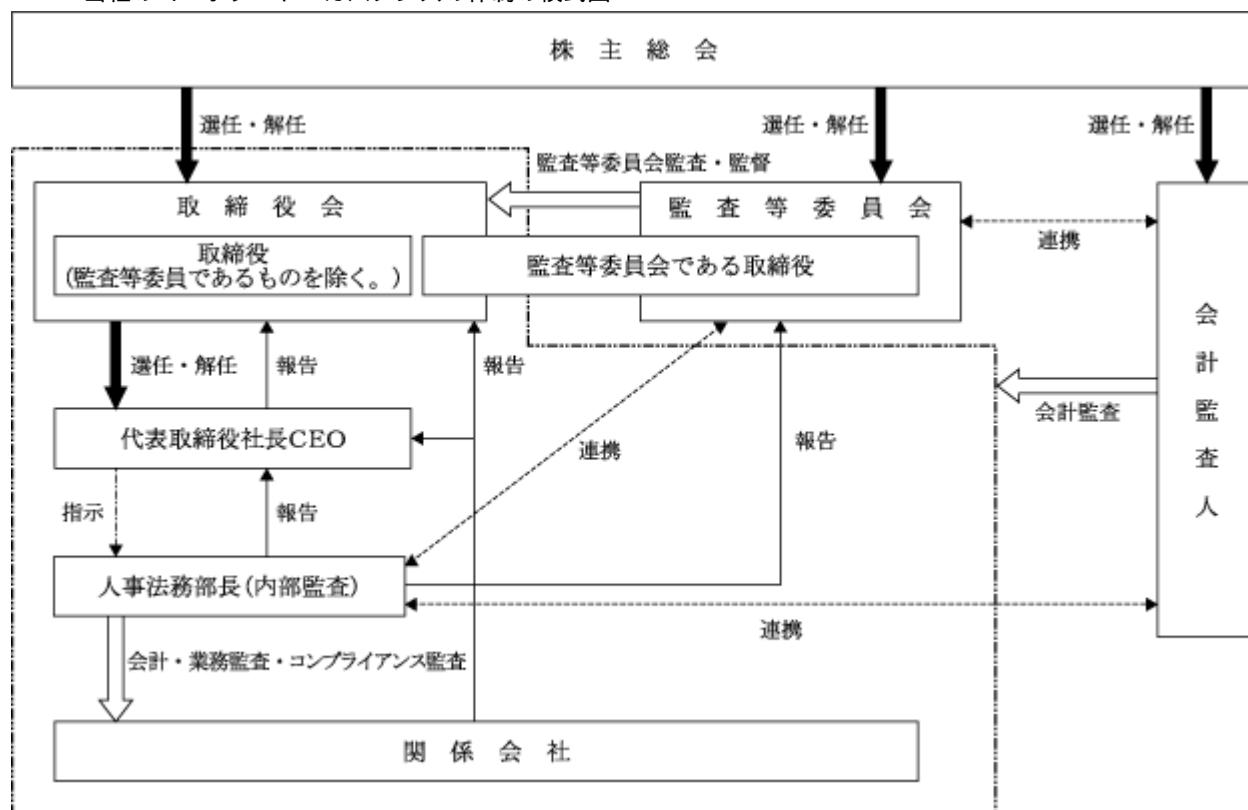 株主総会
選任・解任
選任・解任
選任・解任
監査等委員会監査・監督
取締役会
監査等委員会
連携
取締役
(監査等委員であるものを除く。)
監査等委員会である取締役
会計監査人
選任・解任
報告
報告
会計監査
代表取締役社長CEO
連携
報告
指示
報告
人事法務部長(内部監査)
連携
会計・業務監査・コンプライアンス監査
関係会社